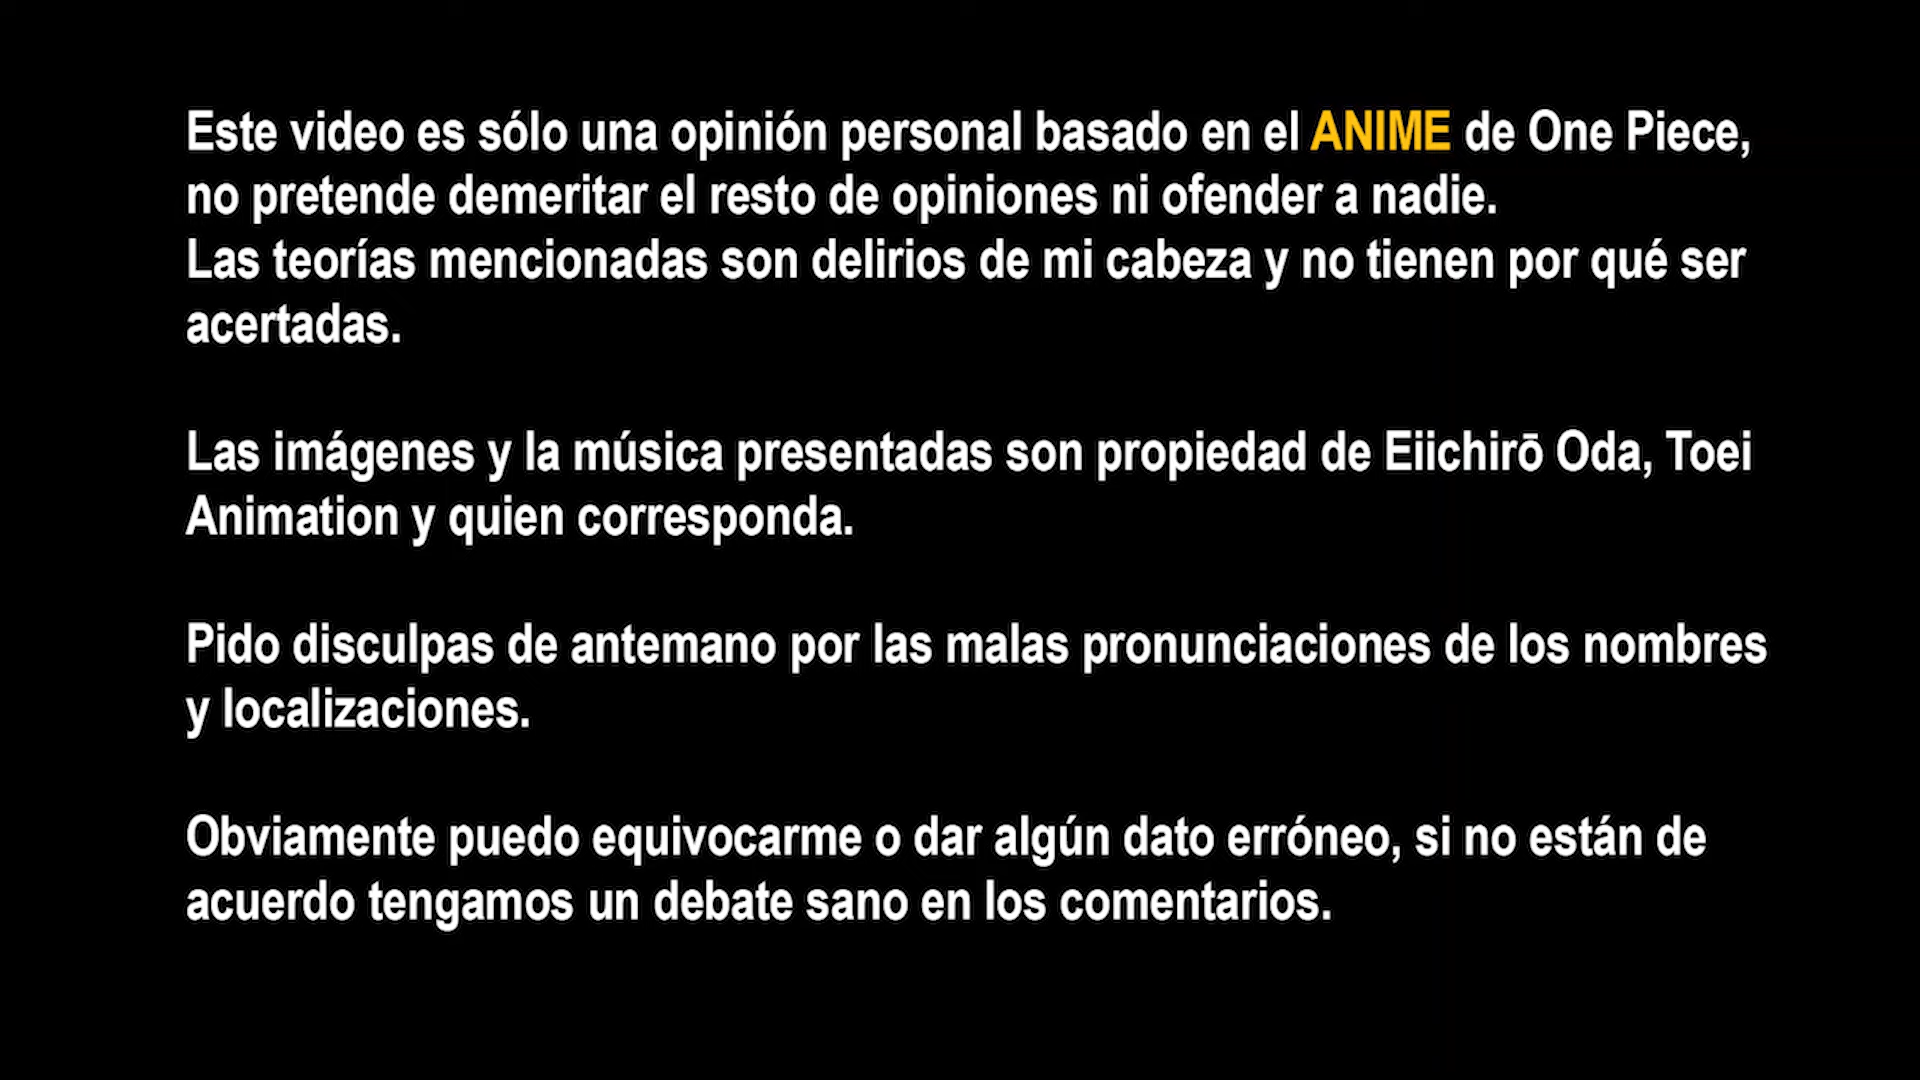 Este video es sólo una opinión personal basado en el ANIME de One Piece,
no pretende demeritar el resto de opiniones ni ofender a nadie.
Las teorías mencionadas son delirios de mi cabeza y no tienen por qué ser
acertadas.
Las imágenes y la música presentadas son propiedad de Eiichirō Oda, Toei
Animation y quien corresponda.
Pido disculpas de antemano por las malas pronunciaciones de los nombres
y localizaciones.
Obviamente puedo equivocarme o dar algún dato erróneo, si no están de
acuerdo tengamos un debate sano en los comentarios.